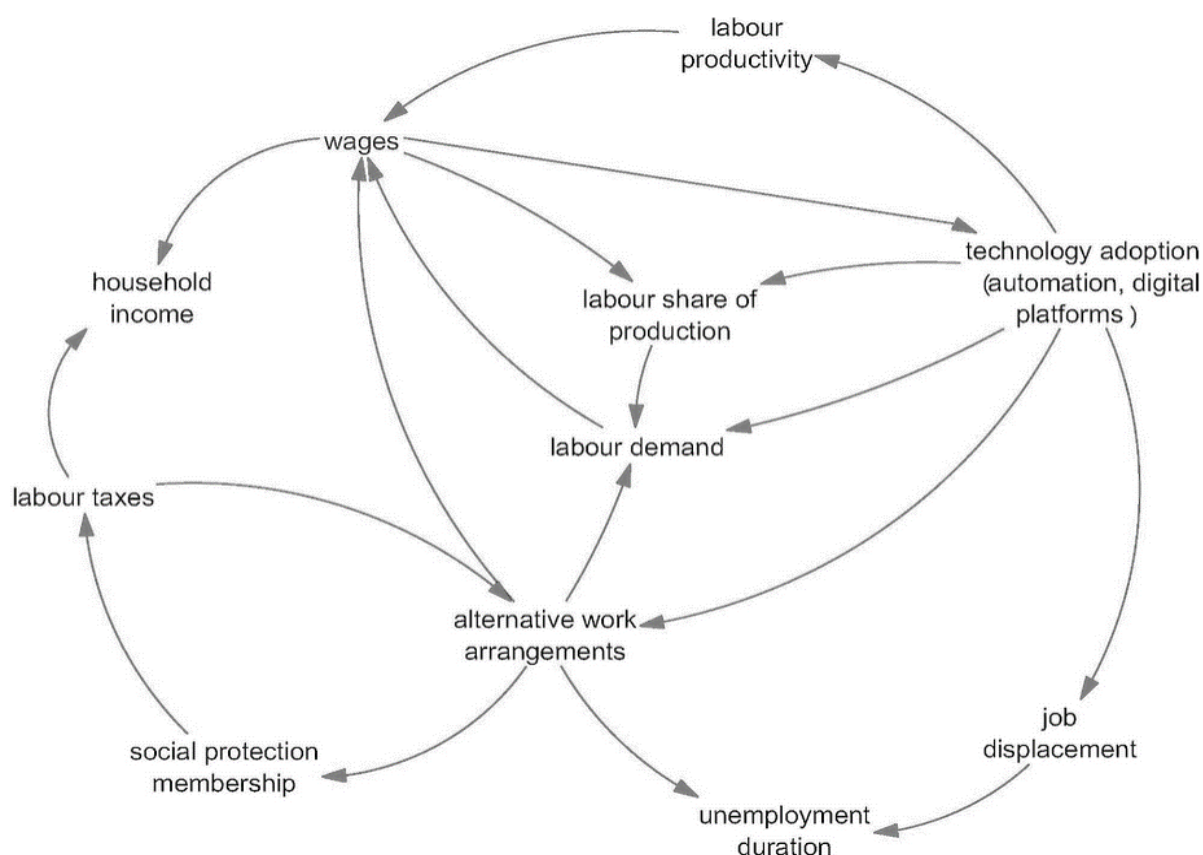 labour
productivity
wages
technology adoption
(automation, digital
platforms )
household
income
labour share of
production
labour demand
labour taxes
alternative work
arrangements
social protection
membership
job
displacement
unemployment
duration